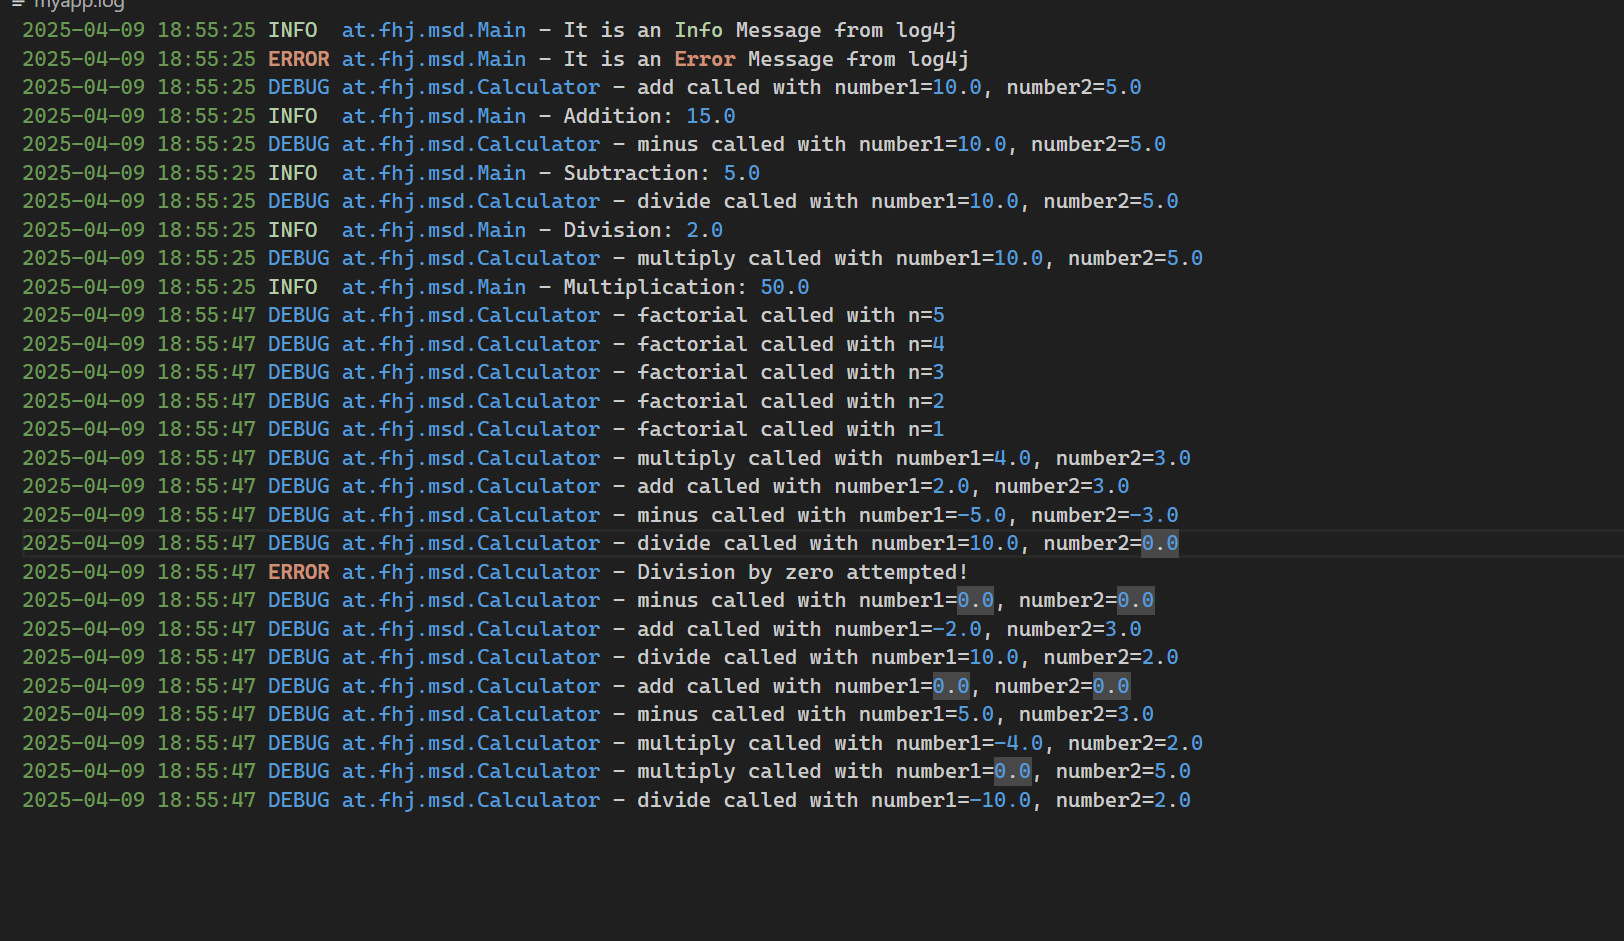 myapp.log
2025-04-09 18:55:25 INFO  at.fhj.msd.Main - It is an Info Message from log4j
2025-04-09 18:55:25 ERROR at.fhj.msd.Main - It is an Error Message from log4j
2025-04-09 18:55:25 DEBUG at.fhj.msd.Calculator - add called with number1=10.0, number2=5.0
2025-04-09 18:55:25 INFO  at.fhj.msd.Main - Addition: 15.0
2025-04-09 18:55:25 DEBUG at.fhj.msd.Calculator - minus called with number1=10.0, number2=5.0
2025-04-09 18:55:25 INFO  at.fhj.msd.Main - Subtraction: 5.0
2025-04-09 18:55:25 DEBUG at.fhj.msd.Calculator - divide called with number1=10.0, number2=5.0
2025-04-09 18:55:25 INFO  at.fhj.msd.Main - Division: 2.0
2025-04-09 18:55:25 DEBUG at.fhj.msd.Calculator - multiply called with number1=10.0, number2=5.0
2025-04-09 18:55:25 INFO  at.fhj.msd.Main - Multiplication: 50.0
2025-04-09 18:55:47 DEBUG at.fhj.msd.Calculator - factorial called with n=5
2025-04-09 18:55:47 DEBUG at.fhj.msd.Calculator - factorial called with n=4
2025-04-09 18:55:47 DEBUG at.fhj.msd.Calculator - factorial called with n=3
2025-04-09 18:55:47 DEBUG at.fhj.msd.Calculator - factorial called with n=2
2025-04-09 18:55:47 DEBUG at.fhj.msd.Calculator - factorial called with n=1
2025-04-09 18:55:47 DEBUG at.fhj.msd.Calculator - multiply called with number1=4.0, number2=3.0
2025-04-09 18:55:47 DEBUG at.fhj.msd.Calculator - add called with number1=2.0, number2=3.0
2025-04-09 18:55:47 DEBUG at.fhj.msd.Calculator - minus called with number1=-5.0, number2=-3.0
2025-04-09 18:55:47 DEBUG at.fhj.msd.Calculator - divide called with number1=10.0, number2=0.0
2025-04-09 18:55:47 ERROR at.fhj.msd.Calculator - Division by zero attempted!
2025-04-09 18:55:47 DEBUG at.fhj.msd.Calculator - minus called with number1=0.0, number2=0.0
2025-04-09 18:55:47 DEBUG at.fhj.msd.Calculator - add called with number1=-2.0, number2=3.0
2025-04-09 18:55:47 DEBUG at.fhj.msd.Calculator - divide called with number1=10.0, number2=2.0
2025-04-09 18:55:47 DEBUG at.fhj.msd.Calculator - add called with number1=0.0, number2=0.0
2025-04-09 18:55:47 DEBUG at.fhj.msd.Calculator - minus called with number1=5.0, number2=3.0
2025-04-09 18:55:47 DEBUG at.fhj.msd.Calculator - multiply called with number1=-4.0, number2=2.0
2025-04-09 18:55:47 DEBUG at.fhj.msd.Calculator - multiply called with number1=0.0, number2=5.0
2025-04-09 18:55:47 DEBUG at.fhj.msd.Calculator - divide called with number1=-10.0, number2=2.0